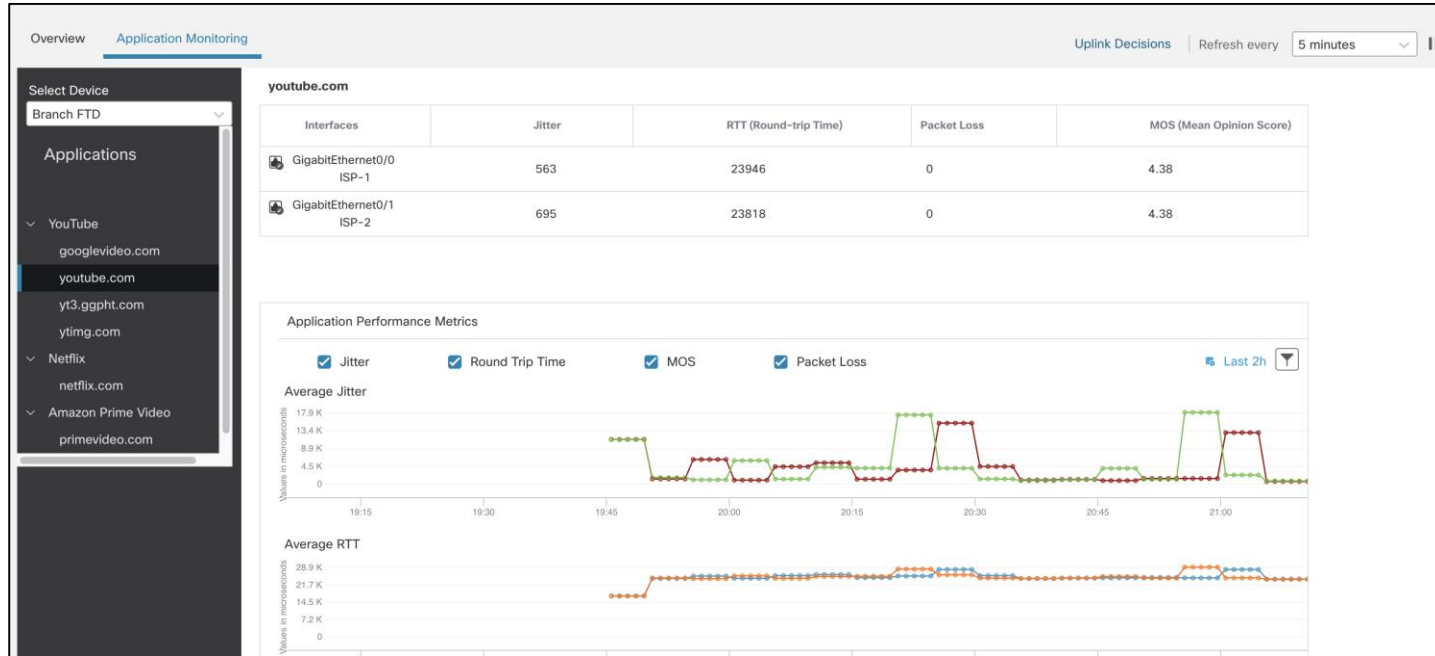 Overview Application Monitoring
Uplink Decisions Refresh every 5 minutes
Select Device
Branch FTD
Applications
YouTube
googlevideo.com
youtube.com
yt3.ggpht.com
ytimg.com
Netflix
netflix.com
Amazon Prime Video
primevideo.com
youtube.com
Interfaces Jitter RTT (Round-trip Time) Packet Loss MOS (Mean Opinion Score)
GigabitEthernet0/0 563 23946 0 4.38
ISP-1
GigabitEthernet0/1 695 23818 0 4.38
ISP-2
Application Performance Metrics
Jitter Round Trip Time MOS Packet Loss Last 2h
Average Jitter
Values in microseconds
17.9 K
13.4 K
8.9 K
4.5 K
0
19:15 19:30 19:45 20:00 20:15 20:30 20:45 21:00
Average RTT
Values in microseconds
28.9 K
21.7 K
14.5 K
7.2 K
0